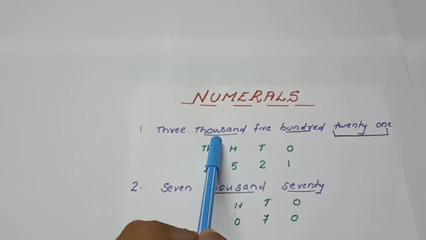 NUMERALS
1. Three thousand five hundred twenty one
H T O
5 2 1
2. Seven thousand seventy
H T O
0 7 0